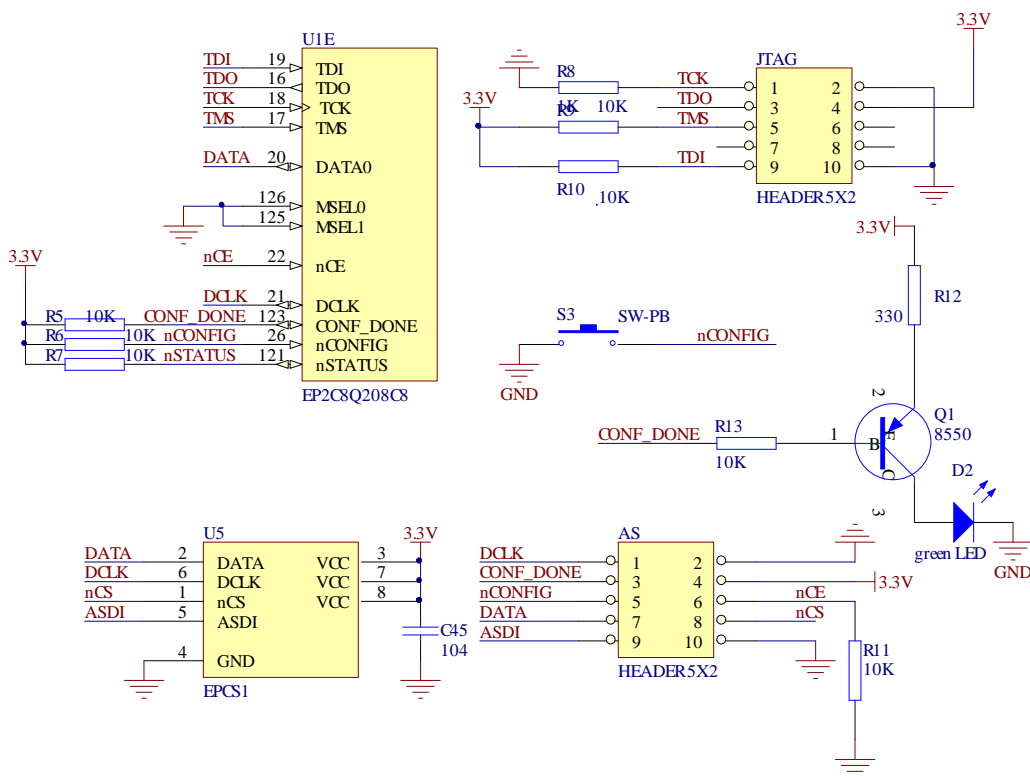 U1E
TDI 19 TDI
TDO 16 TDO
TCK 18 TCK
TMS 17 TMS
DATA 20 DATA0
126 MSEL0
125 MSEL1
nCE 22 nCE
DCLK 21 DCLK
3.3V
R5 10K CONF_DONE 123 CONF_DONE
R6 10K nCONFIG 26 nCONFIG
R7 10K nSTATUS 121 nSTATUS
EP2C8Q208C8
3.3V
JTAG
3.3V
R8 10K TCK 1 2
1K
R9 TDO 3 4
TMS 5 6
7 8
TDI 9 10
R10 .10K
HEADER5X2
3.3V
R12
330
S3 SW-PB
nCONFIG
GND
2
Q1
8550
CONF_DONE R13 1 B E
10K
C
3
D2
green LED
GND
U5
DATA 2 DATA VCC 3 3.3V
DCLK 6 DCLK VCC 7
nCS 1 nCS VCC 8
ASDI 5 ASDI
4 GND
C45
104
EPCS1
AS
DCLK 1 2
CONF_DONE 3 4 3.3V
nCONFIG 5 6 nCE
DATA 7 8 nCS
ASDI 9 10
HEADER5X2
R11
10K